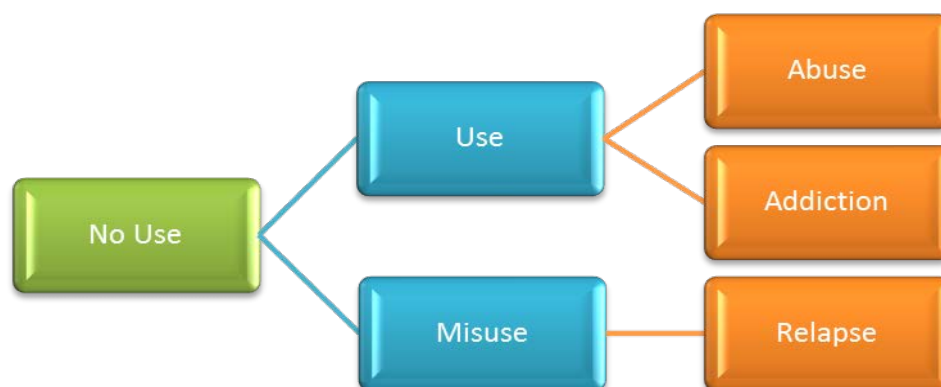 No Use
Use
Misuse
Abuse
Addiction
Relapse